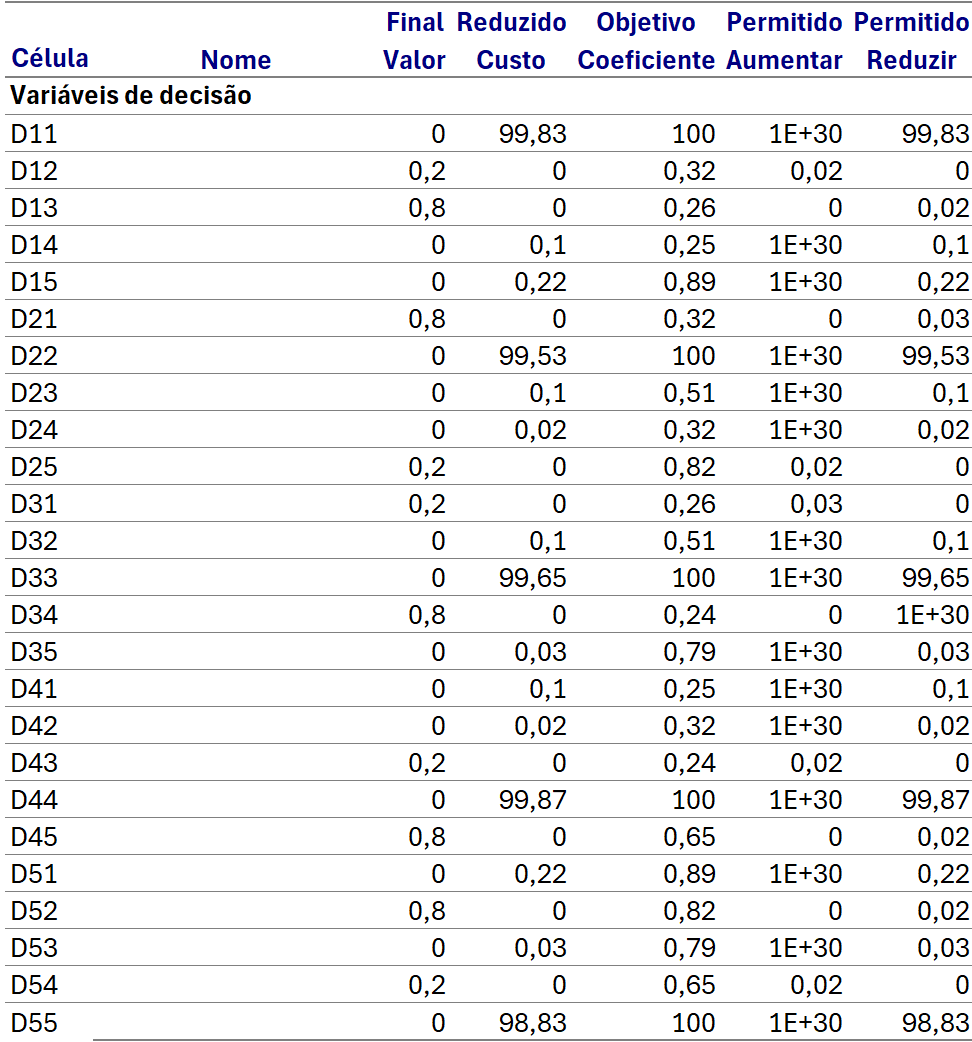 Final Reduzido Objetivo Permitido Permitido
Célula Nome Valor Custo Coeficiente Aumentar Reduzir
Variáveis de decisão
D11 0 99,83 100 1E+30 99,83
D12 0,2 0 0,32 0,02 0
D13 0,8 0 0,26 0 0,02
D14 0 0,1 0,25 1E+30 0,1
D15 0 0,22 0,89 1E+30 0,22
D21 0,8 0 0,32 0 0,03
D22 0 99,53 100 1E+30 99,53
D23 0 0,1 0,51 1E+30 0,1
D24 0 0,02 0,32 1E+30 0,02
D25 0,2 0 0,82 0,02 0
D31 0,2 0 0,26 0,03 0
D32 0 0,1 0,51 1E+30 0,1
D33 0 99,65 100 1E+30 99,65
D34 0,8 0 0,24 0 1E+30
D35 0 0,03 0,79 1E+30 0,03
D41 0 0,1 0,25 1E+30 0,1
D42 0 0,02 0,32 1E+30 0,02
D43 0,2 0 0,24 0,02 0
D44 0 99,87 100 1E+30 99,87
D45 0,8 0 0,65 0 0,02
D51 0 0,22 0,89 1E+30 0,22
D52 0,8 0 0,82 0 0,02
D53 0 0,03 0,79 1E+30 0,03
D54 0,2 0 0,65 0,02 0
D55 0 98,83 100 1E+30 98,83